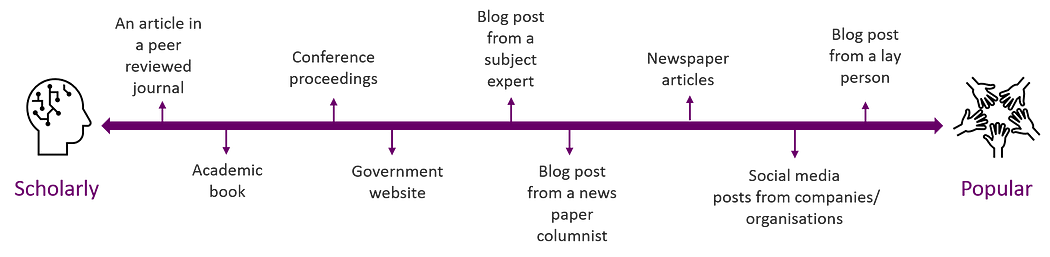 An article in
a peer
reviewed
journal
Conference
proceedings
Blog post
from a
subject
expert
Newspaper
articles
Blog post
from a lay
person
Scholarly
Popular
Academic
book
Government
website
Blog post
from a news
paper
columnist
Social media
posts from companies/
organisations